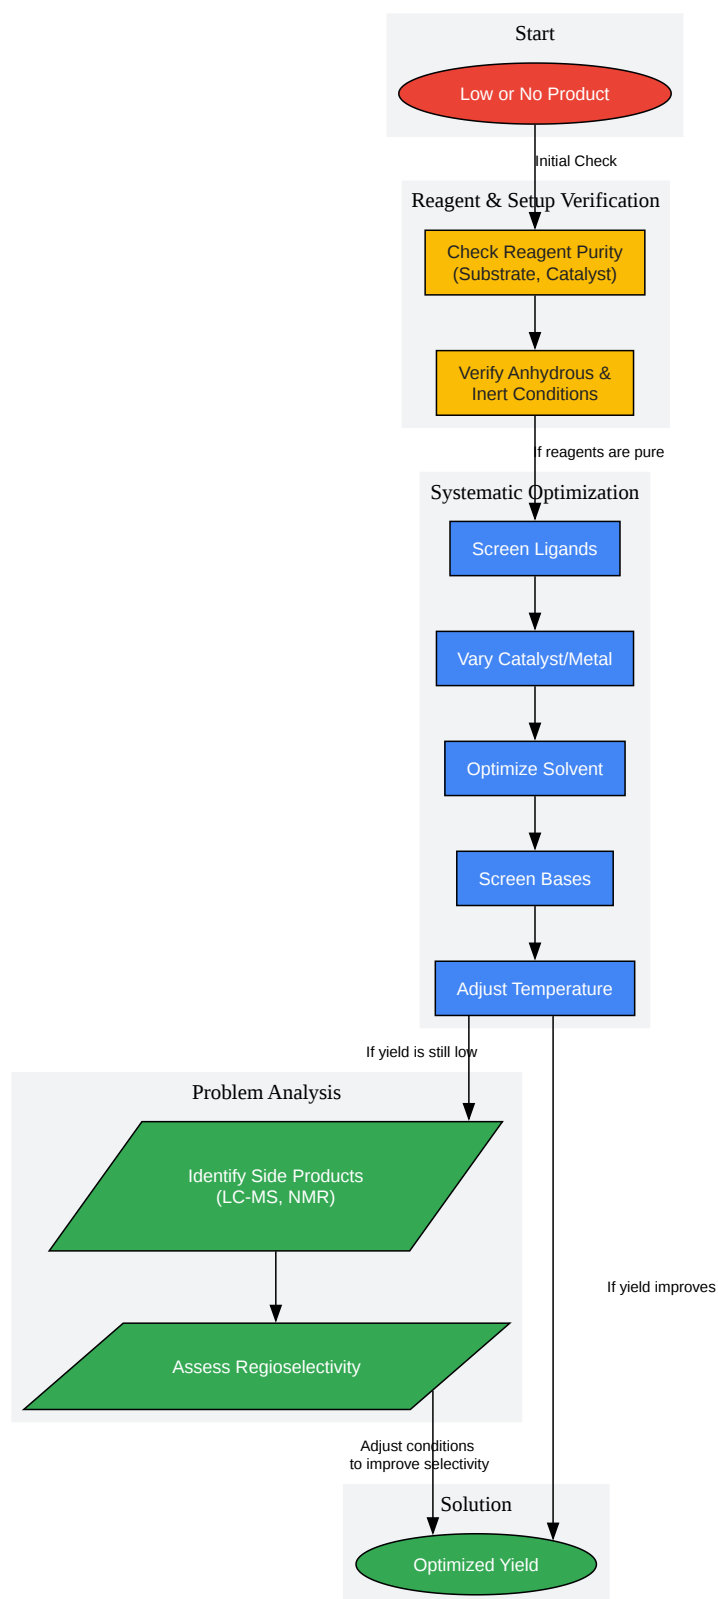 Start
Low or No Product
Initial Check
Reagent & Setup Verification
Check Reagent Purity
(Substrate, Catalyst)
Verify Anhydrous &
Inert Conditions
If reagents are pure
Systematic Optimization
Screen Ligands
Vary Catalyst/Metal
Optimize Solvent
Screen Bases
Adjust Temperature
If yield is still low
Problem Analysis
Identify Side Products
(LC-MS, NMR)
If yield improves
Assess Regioselectivity
Adjust conditions
to improve selectivity
Solution
Optimized Yield